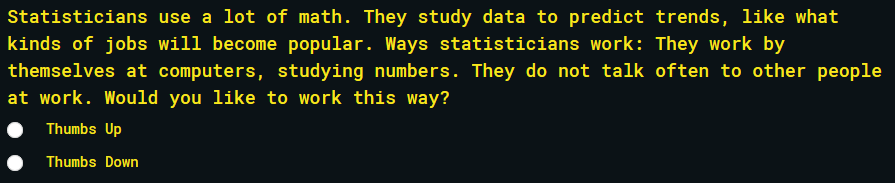 Statisticians use a lot of math. They study data to predict trends, like what
kinds of jobs will become popular. Ways statisticians work: They work by
themselves at computers, studying numbers. They do not talk often to other people
at work. Would you like to work this way?
Thumbs Up
Thumbs Down